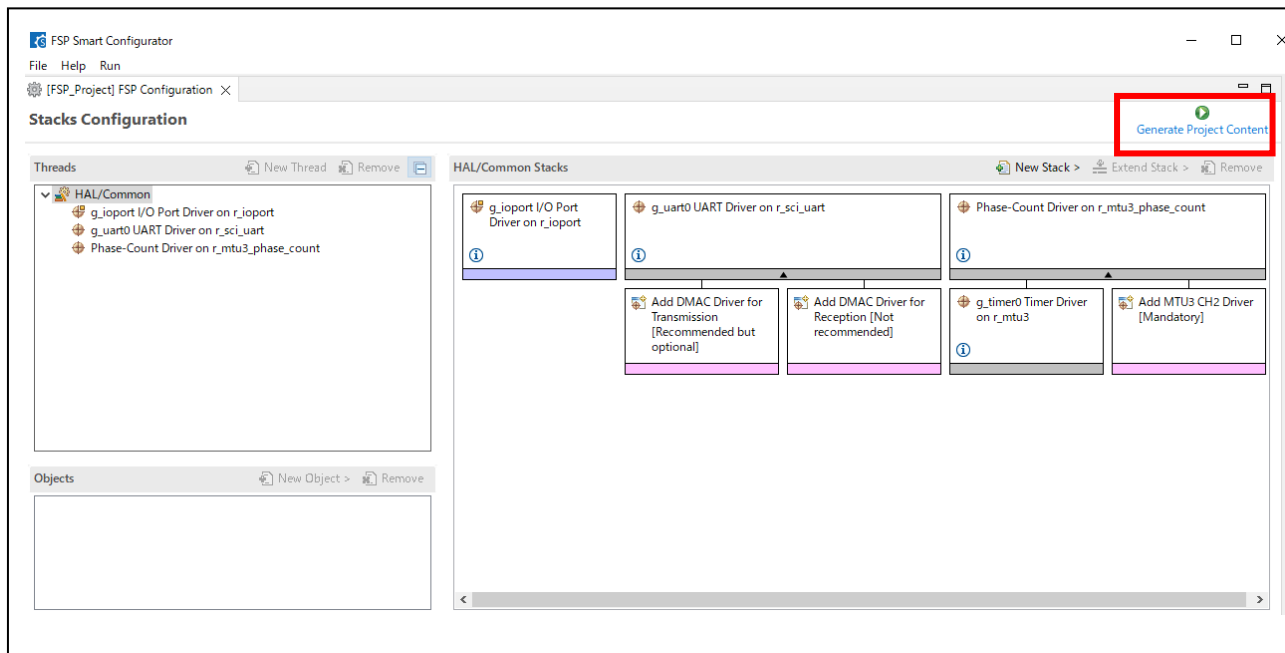 FSP Smart Configurator
File Help Run
[FSP_Project] FSP Configuration
Stacks Configuration
Generate Project Content
Threads
New Thread
Remove
HAL/Common
g_ioport I/O Port Driver on r_ioport
g_uart0 UART Driver on r_sci_uart
Phase-Count Driver on r_mtu3_phase_count
Objects
New Object >
Remove
HAL/Common Stacks
New Stack >
Extend Stack >
Remove
g_ioport I/O Port
Driver on r_ioport
g_uart0 UART Driver on r_sci_uart
Phase-Count Driver on r_mtu3_phase_count
Add DMAC Driver for
Transmission
[Recommended but
optional]
Add DMAC Driver for
Reception [Not
recommended]
g_timer0 Timer Driver
on r_mtu3
Add MTU3 CH2 Driver
[Mandatory]